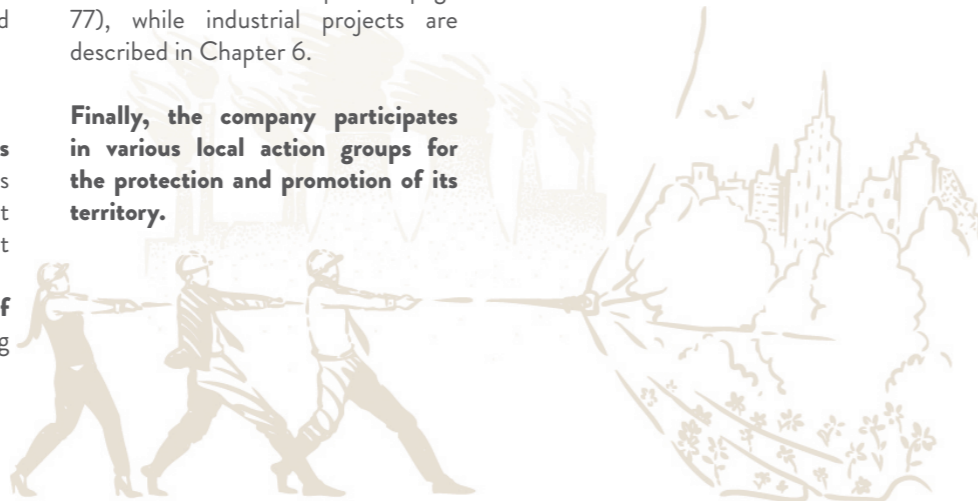 d
s
s
t
t
f
g
77), while industrial projects are
described in Chapter 6.
Finally, the company participates
in various local action groups for
the protection and promotion of its
territory.